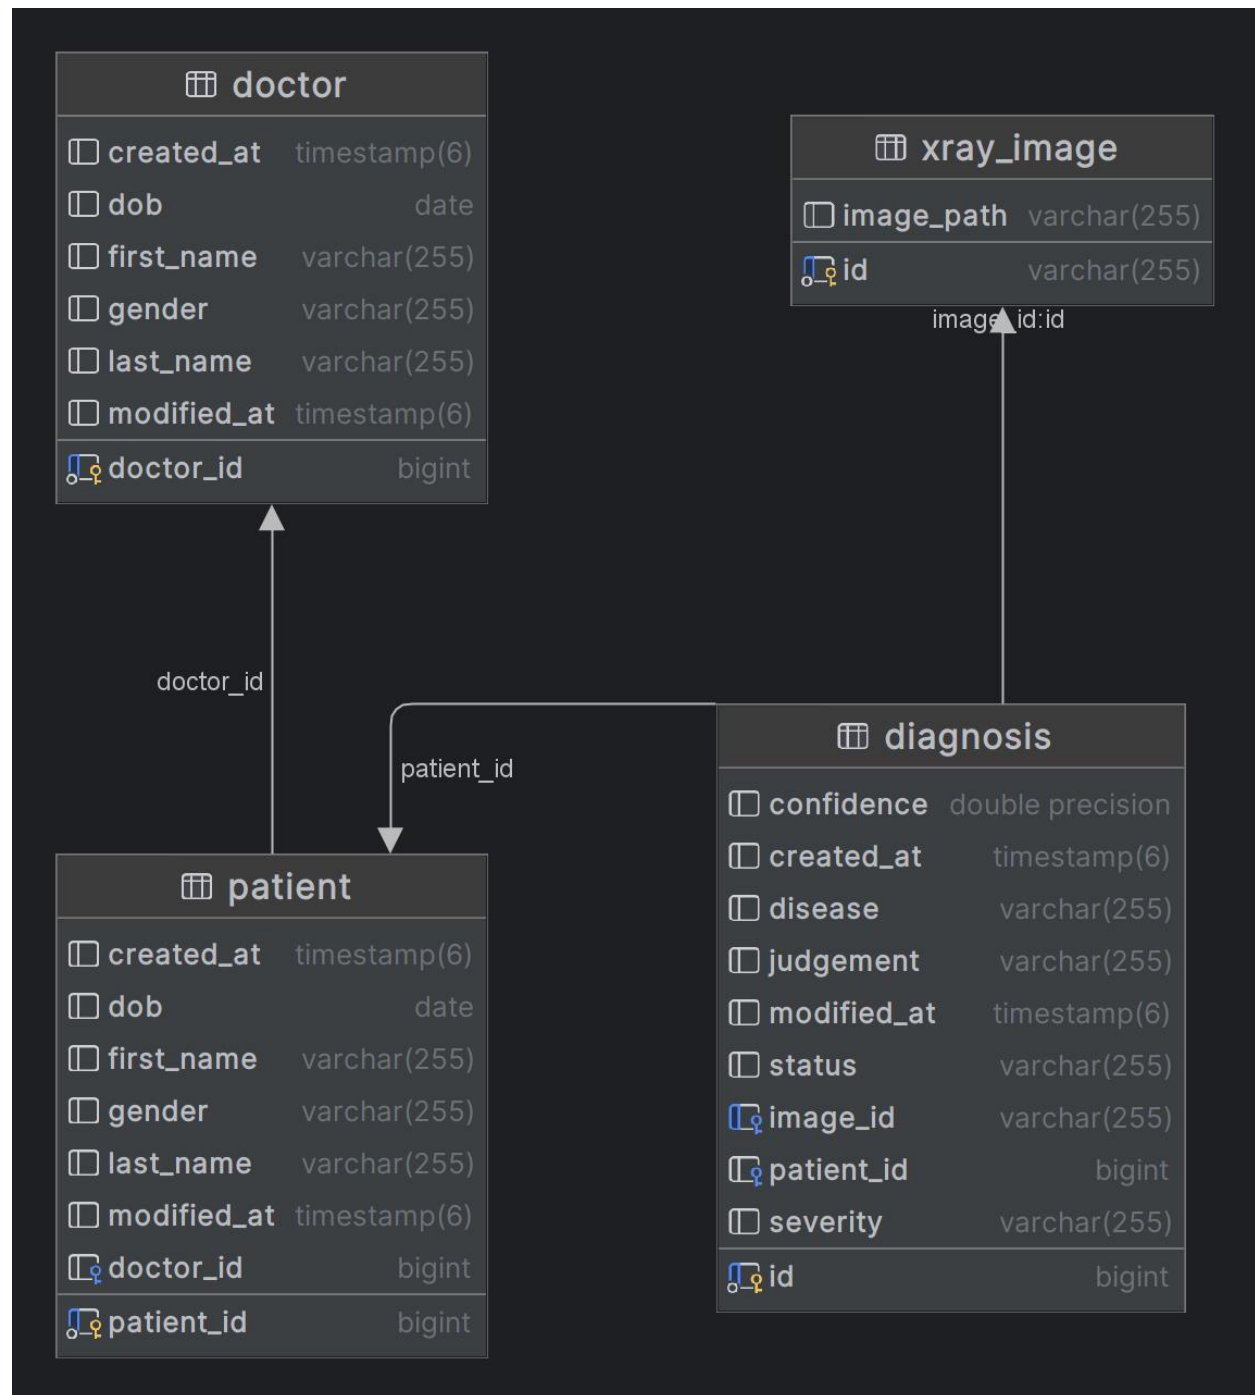 doctor
created_at timestamp(6)
dob date
first_name varchar(255)
gender varchar(255)
last_name varchar(255)
modified_at timestamp(6)
doctor_id bigint
xray_image
image_path varchar(255)
id varchar(255)
image_id:id
doctor_id
patient_id
patient
created_at timestamp(6)
dob date
first_name varchar(255)
gender varchar(255)
last_name varchar(255)
modified_at timestamp(6)
doctor_id bigint
patient_id bigint
diagnosis
confidence double precision
created_at timestamp(6)
disease varchar(255)
judgement varchar(255)
modified_at timestamp(6)
status varchar(255)
image_id varchar(255)
patient_id bigint
severity varchar(255)
id bigint